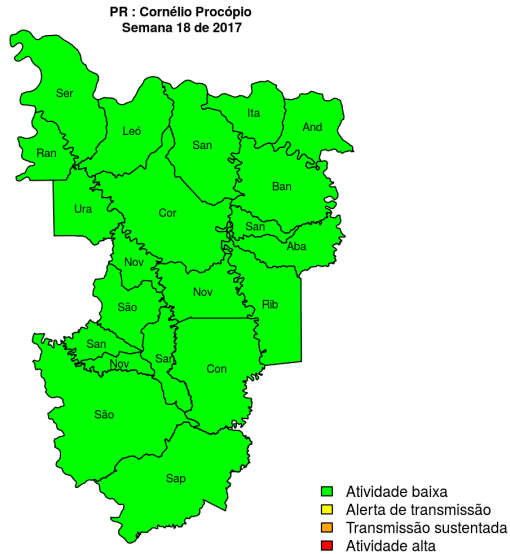 PR : Cornélio Procópio
Semana 18 de 2017
Ser
Ita
And
Leó
San
Ran
Ban
Ura
Cor
San
Aba
Nov
Nov
Rib
São
San
San
Nov
Con
São
Sap
Atividade baixa
Alerta de transmissão
Transmissão sustentada
Atividade alta